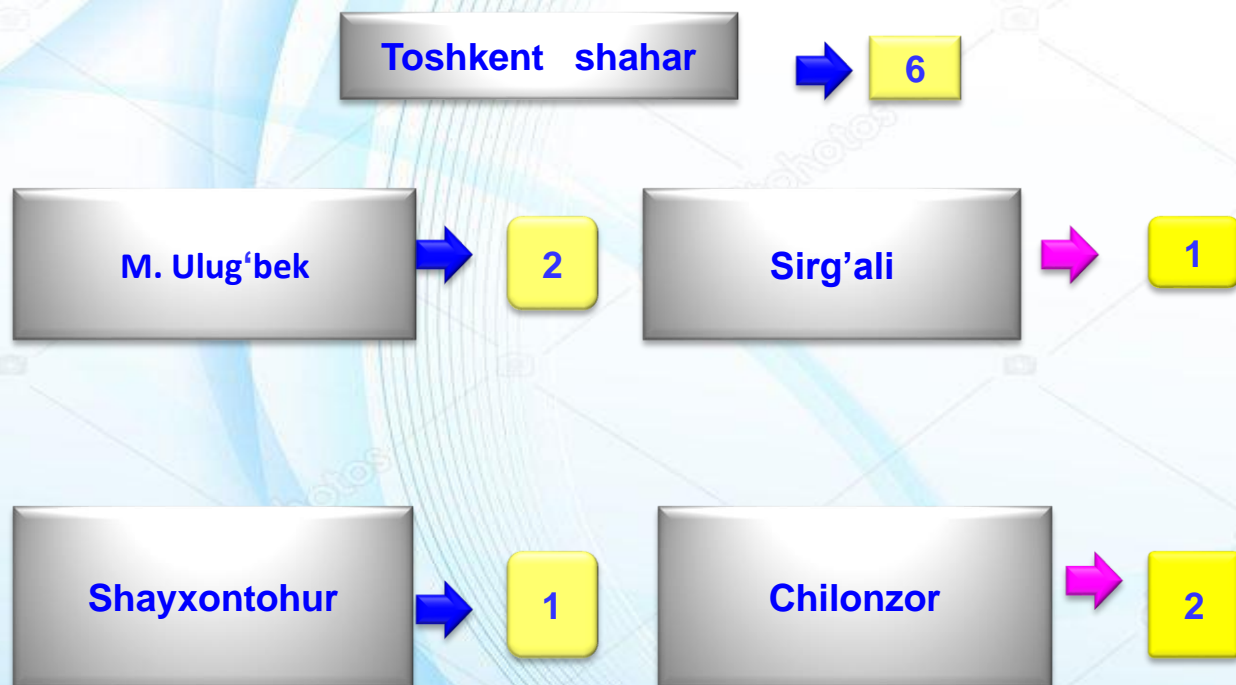 Toshkent shahar
6
M. Ulug‘bek
2
Sirg’ali
1
Shayxontohur
1
Chilonzor
2